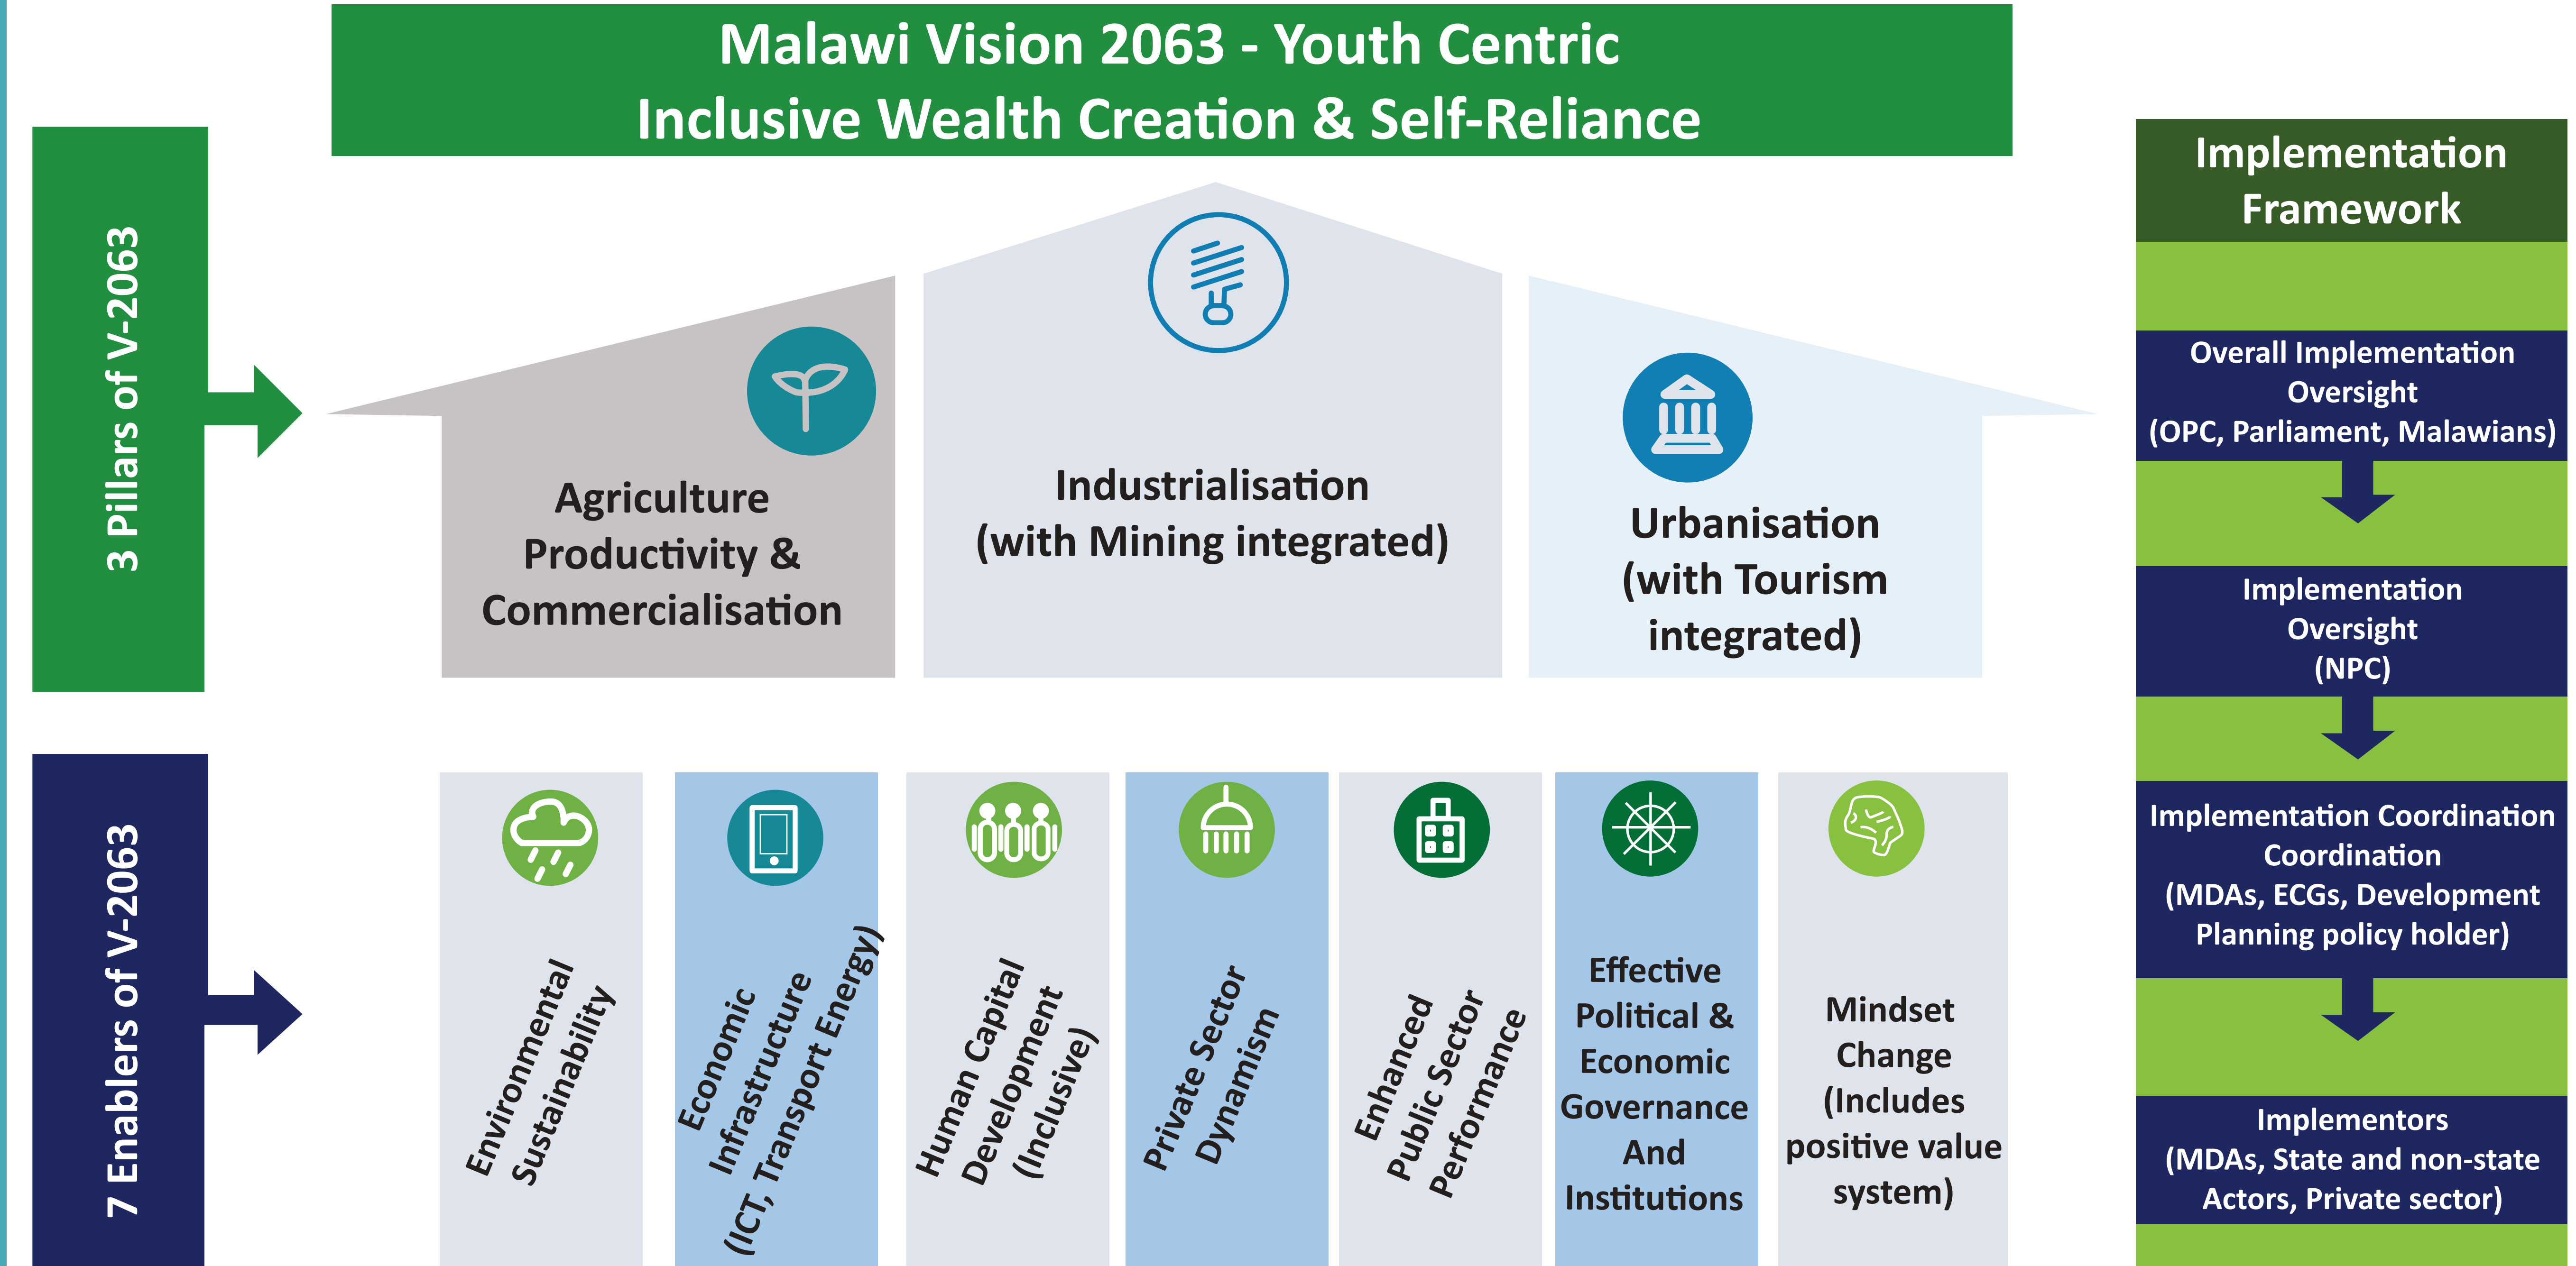 Malawi Vision 2063 - Youth Centric
Inclusive Wealth Creation & Self-Reliance
3 Pillars of V-2063
Agriculture
Productivity &
Commercialisation
Industrialisation
(with Mining integrated)
Urbanisation
(with Tourism
integrated)
7 Enablers of V-2063
Environmental
Sustainability
Economic
Infrastructure
(ICT, Transport Energy)
Human Capital
Development
(Inclusive)
Private Sector
Dynamism
Enhanced
Public Sector
Performance
Effective
Political &
Economic
Governance
And
Institutions
Mindset
Change
(Includes
positive value
system)
Implementation
Framework
Overall Implementation
Oversight
(OPC, Parliament, Malawians)
Implementation
Oversight
(NPC)
Implementation Coordination
Coordination
(MDAs, ECGs, Development
Planning policy holder)
Implementors
(MDAs, State and non-state
Actors, Private sector)